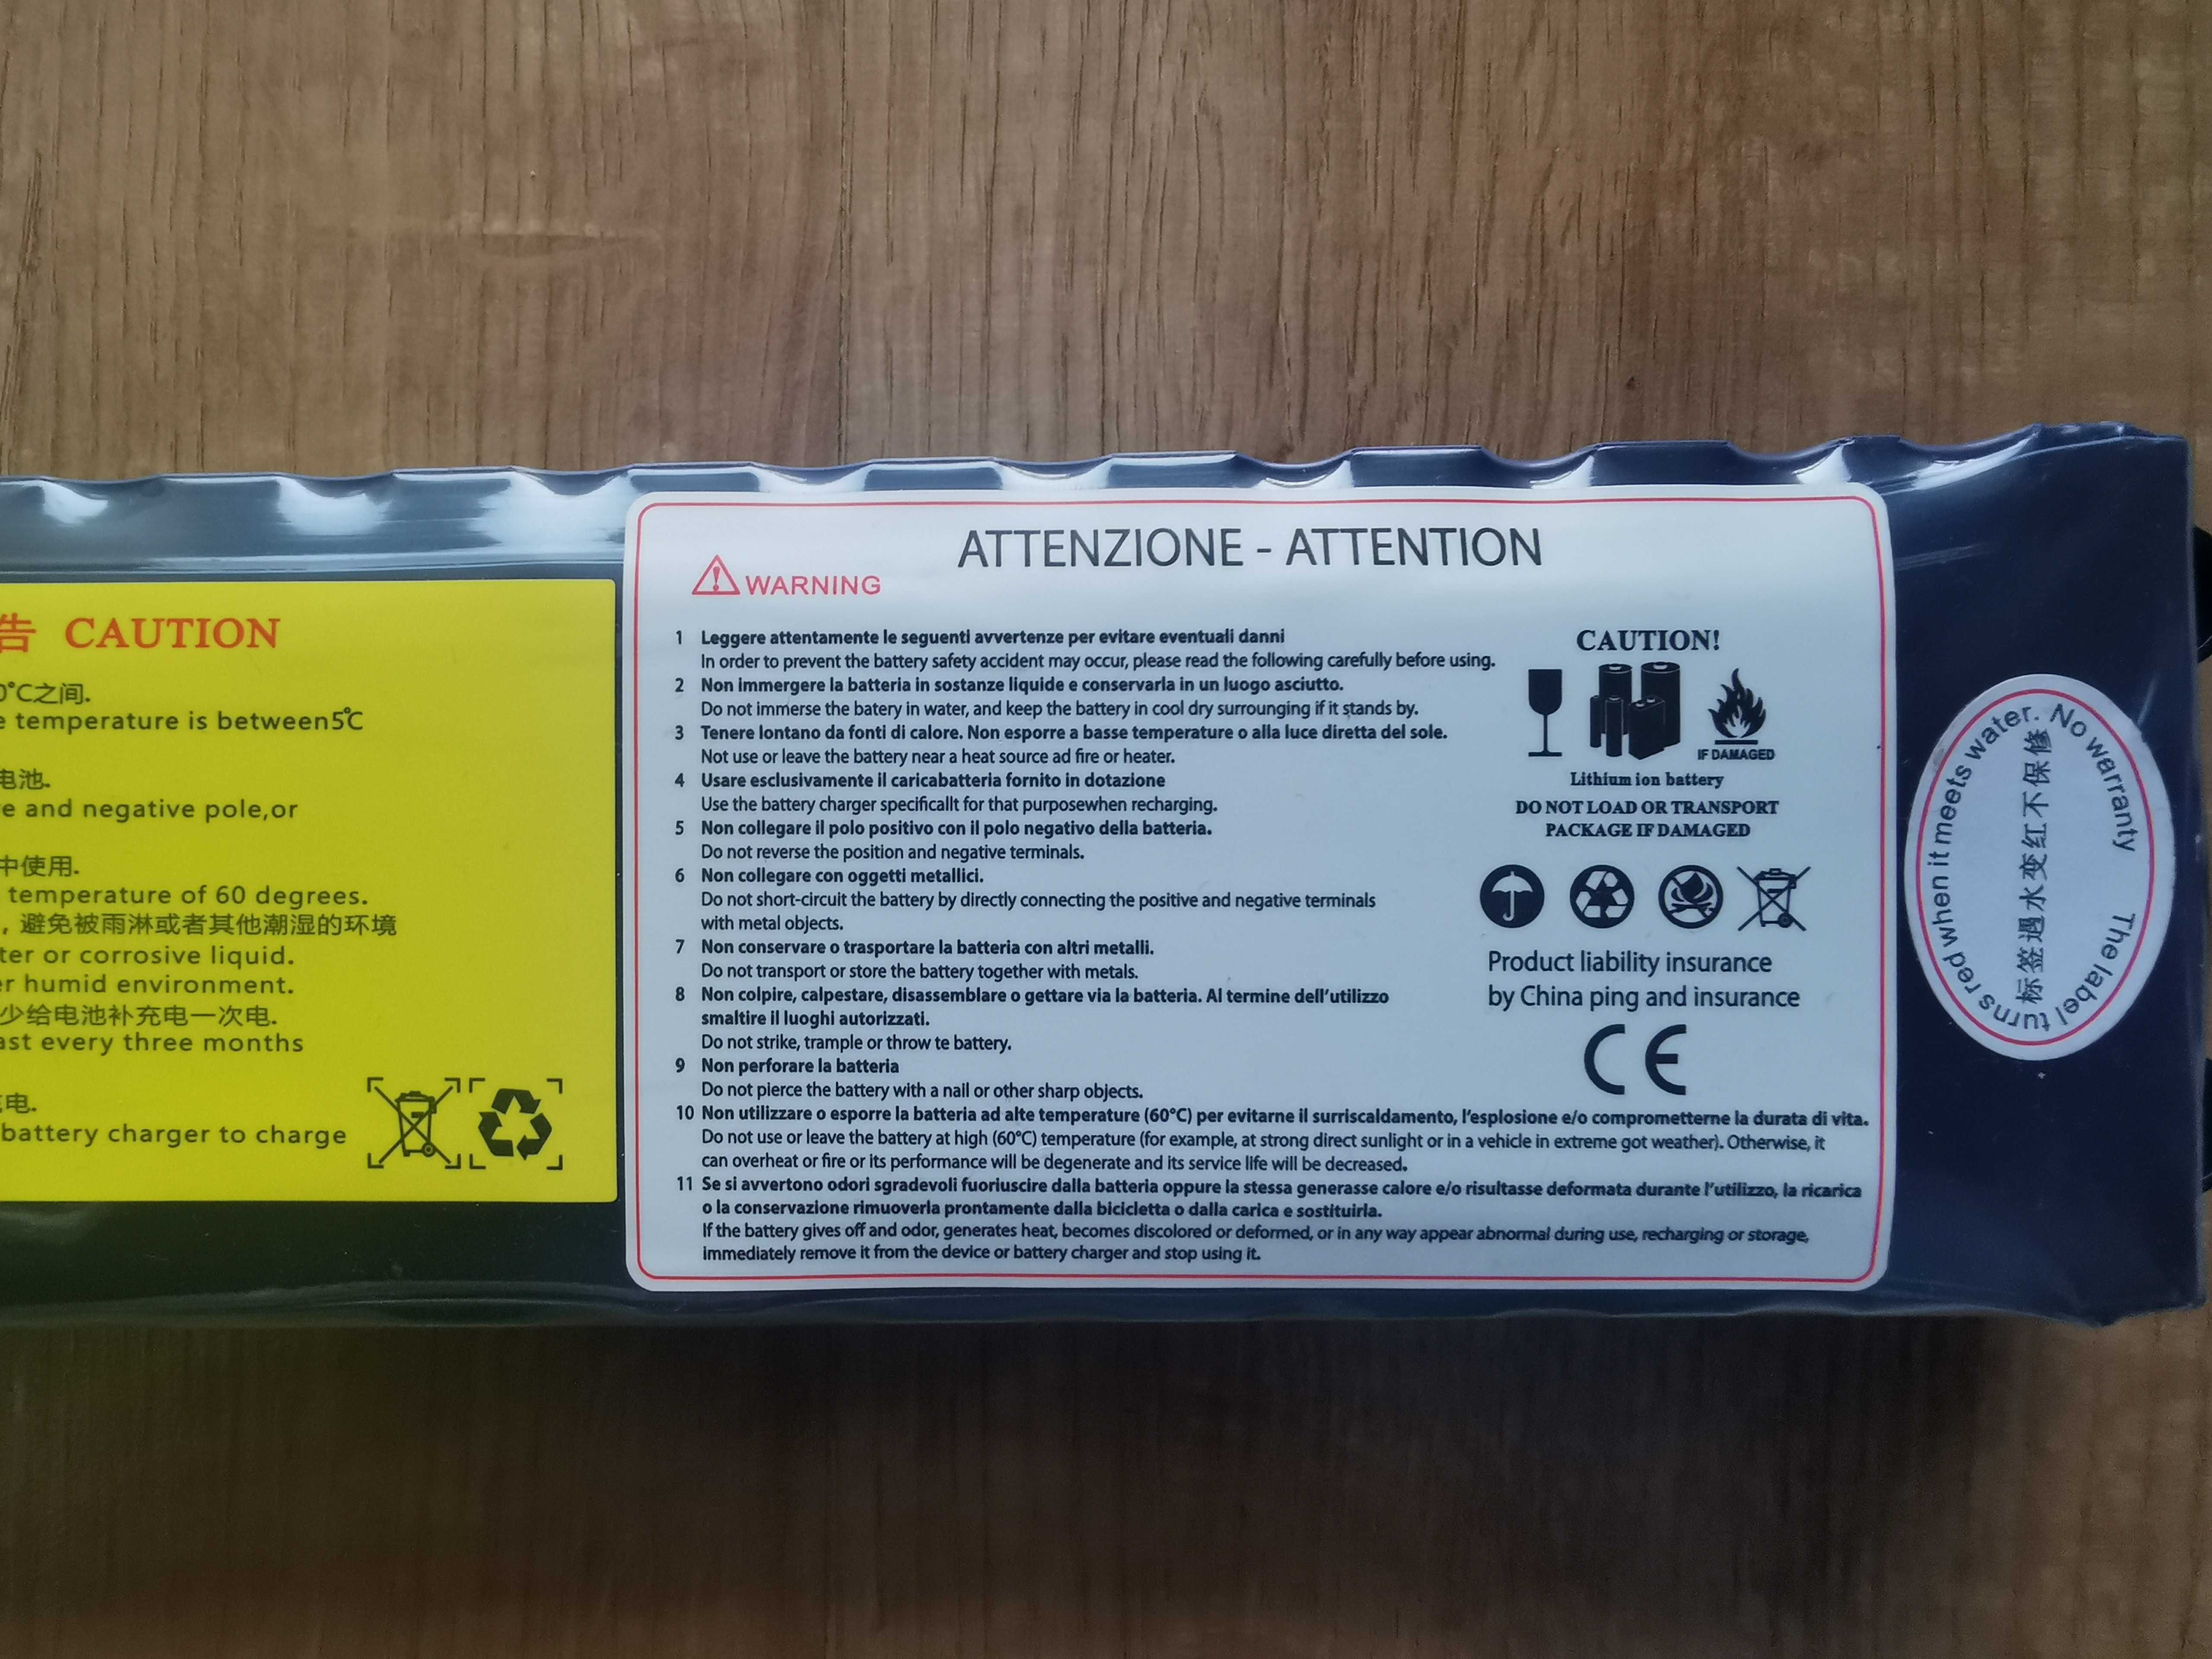 告 CAUTION
0°C之间.
e temperature is between5℃
电池.
e and negative pole,or
中使用.
temperature of 60 degrees.
, 避免被雨淋或者其他潮湿的环境
ter or corrosive liquid.
er humid environment.
少给电池补充电一次电.
ast every three months
电.
battery charger to charge
ATTENZIONE - ATTENTION
WARNING
1 Leggere attentamente le seguenti avvertenze per evitare eventuali danni
In order to prevent the battery safety accident may occur, please read the following carefully before using.
2 Non immergere la batteria in sostanze liquide e conservarla in un luogo asciutto.
Do not immerse the batery in water, and keep the battery in cool dry surrounging if it stands by.
3 Tenere lontano da fonti di calore. Non esporre a basse temperature o alla luce diretta del sole.
Not use or leave the battery near a heat source ad fire or heater.
4 Usare esclusivamente il caricabatteria fornito in dotazione
Use the battery charger specificallt for that purposewhen recharging.
5 Non collegare il polo positivo con il polo negativo della batteria.
Do not reverse the position and negative terminals.
6 Non collegare con oggetti metallici.
Do not short-circuit the battery by directly connecting the positive and negative terminals
with metal objects.
7 Non conservare o trasportare la batteria con altri metalli.
Do not transport or store the battery together with metals.
8 Non colpire, calpestare, disassemblare o gettare via la batteria. Al termine dell'utilizzo
smaltire il luoghi autorizzati.
Do not strike, trample or throw te battery.
9 Non perforare la batteria
Do not pierce the battery with a nail or other sharp objects.
10 Non utilizzare o esporre la batteria ad alte temperature (60°C) per evitarne il surriscaldamento, l'esplosione e/o comprometterne la durata di vita.
Do not use or leave the battery at high (60°C) temperature (for example, at strong direct sunlight or in a vehicle in extreme got weather). Otherwise, it
can overheat or fire or its performance will be degenerate and its service life will be decreased.
11 Se si avvertono odori sgradevoli fuoriuscire dalla batteria oppure la stessa generasse calore e/o risultasse deformata durante l'utilizzo, la ricarica
o la conservazione rimuoverla prontamente dalla bicicletta o dalla carica e sostituirla.
If the battery gives off and odor, generates heat, becomes discolored or deformed, or in any way appear abnormal during use, recharging or storage,
immediately remove it from the device or battery charger and stop using it.
CAUTION!
IF DAMAGED
Lithium ion battery
DO NOT LOAD OR TRANSPORT
PACKAGE IF DAMAGED
Product liability insurance
by China ping and insurance
CE
The label turns red when it meets water. No warranty
标签遇水变红不保修